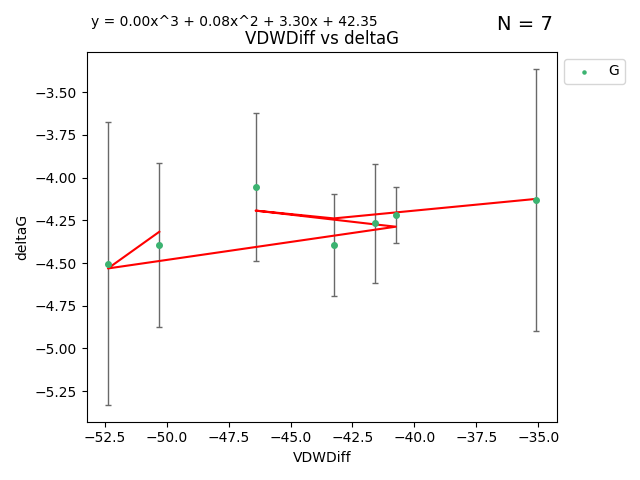 y = 0.00x^3 + 0.08x^2 + 3.30x + 42.35
N = 7
VDWDiff vs deltaG
G
deltaG
−3.50
−3.75
−4.00
−4.25
−4.50
−4.75
−5.00
−5.25
−52.5 −50.0 −47.5 −45.0 −42.5 −40.0 −37.5 −35.0
VDWDiff